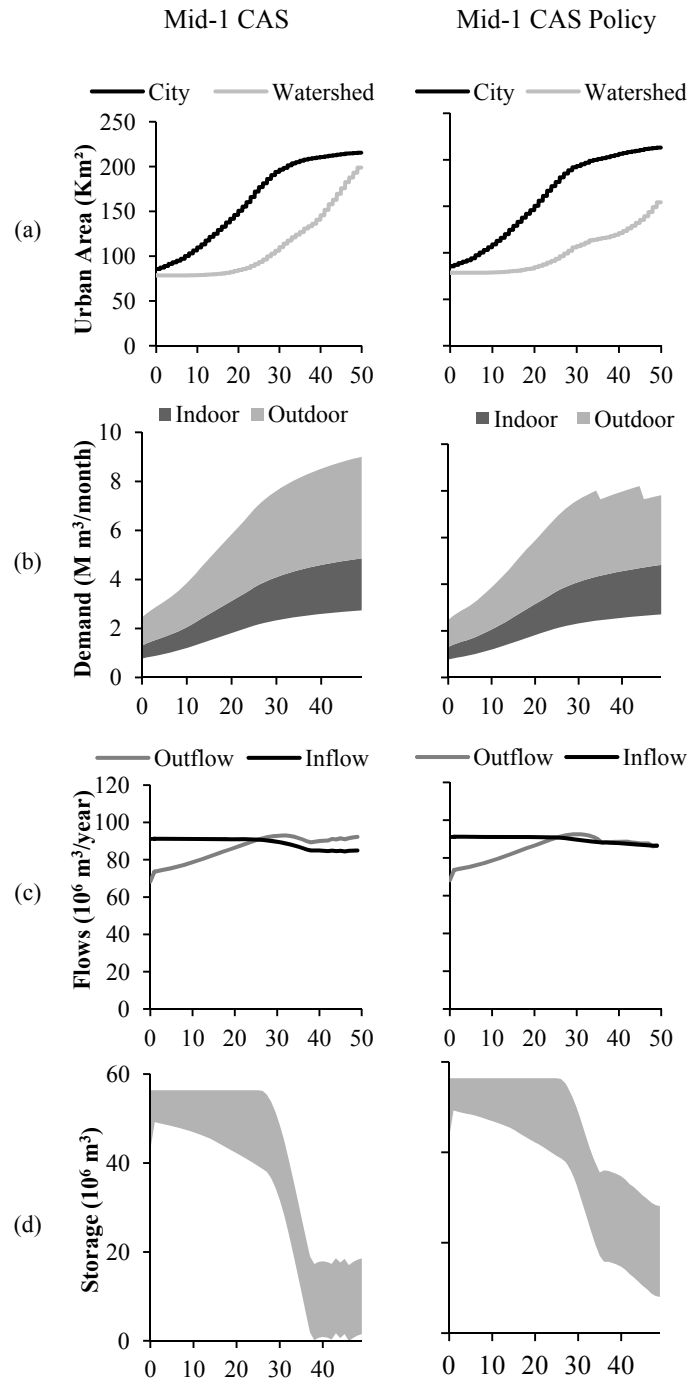 Mid-1 CAS
Mid-1 CAS Policy
City Watershed
City Watershed
(a)
Urban Area (Km²)
250
200
150
100
50
0
0 10 20 30 40 50
0 10 20 30 40 50
Indoor Outdoor
Indoor Outdoor
(b)
Demand (M m³/month)
10
8
6
4
2
0
0 10 20 30 40
0 10 20 30 40
Outflow Inflow
Outflow Inflow
(c)
Flows (10⁶ m³/year)
120
100
80
60
40
20
0
0 10 20 30 40 50
0 10 20 30 40 50
(d)
Storage (10⁶ m³)
60
40
20
0
0 10 20 30 40
0 10 20 30 40